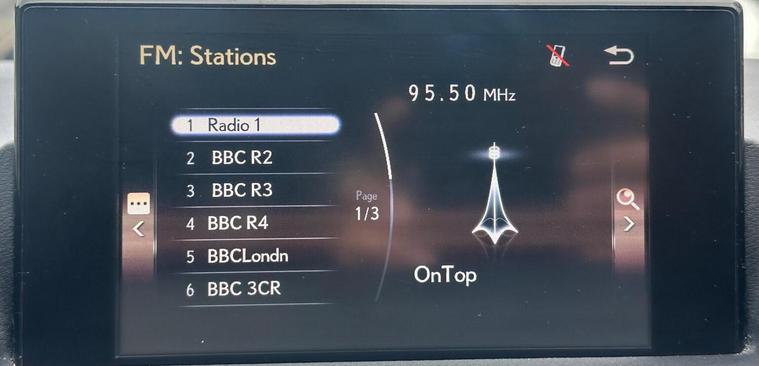 FM: Stations
95.50 MHz
1 Radio 1
2 BBC R2
3 BBC R3
4 BBC R4
5 BBCLondn
6 BBC 3CR
Page
1/3
OnTop